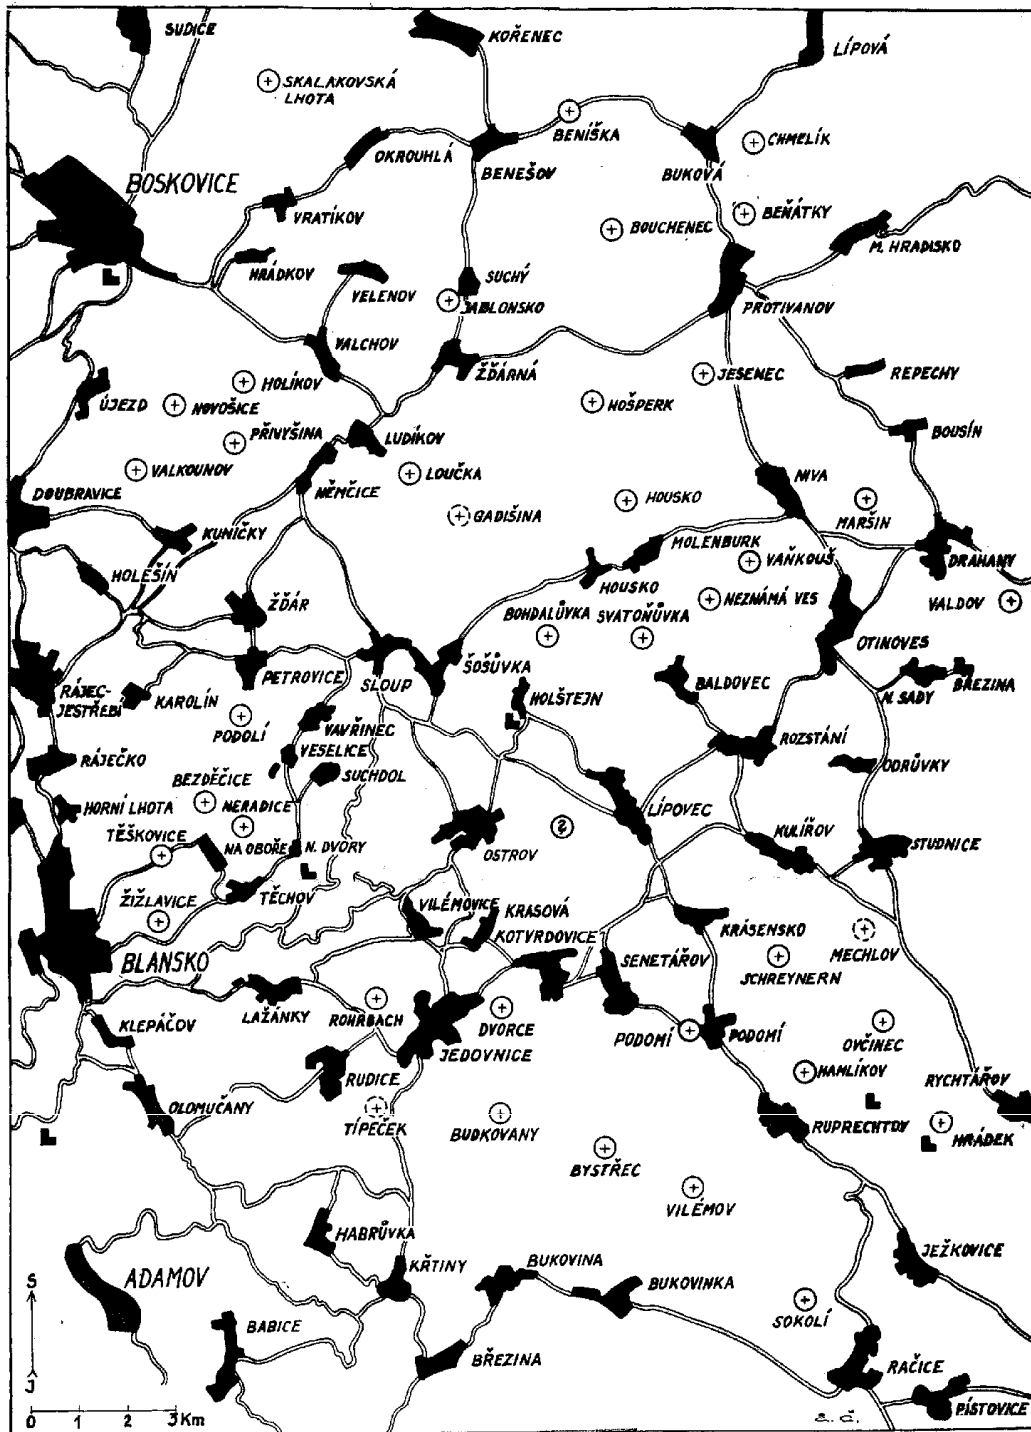 SUDICE
KOŘENEC
LÍPOVÁ
SKALAKOVSKÁ
LHOTA
BENÍŠKA
CHMELÍK
OKROUHLÁ
BENEŠOV
BUKOVÁ
BOSKOVICE
VRATÍKOV
BOUCHENEC
BEŇÁTKY
M. HRADISKO
HRÁDKOV
VELENOV
SUCHÝ
JABLONSKO
PROTIVANOV
VALCHOV
ŽĎÁRNÁ
JESENEC
REPECHY
ÚJEZD
HOLÍKOV
NOVOŠICE
HOŠPERK
PŘIVYŠINA
LUDÍKOV
BOUSÍN
VALKOUNOV
NĚMČICE
LOUČKA
NIVA
DOUBRAVICE
GADIŠINA
HOUSKO
MARŠÍN
KUNÍČKY
MOLENBURK
VAŇKOUŠ
DRAHANY
HOLEŠÍN
HOUSKO
NEZNÁMÁ VES
VALDOV
ŽĎÁR
BOHDALŮVKA
SVATOŇŮVKA
OTINOVES
RÁJEC-
JESTŘEBÍ
KAROLÍN
PETROVICE
SLOUP
ŠOŠŮVKA
HOLŠTEJN
BALDOVEC
N. SADY
BŘEZINA
PODOLÍ
VAVŘINEC
RÁJEČKO
VESELICE
ROZSTÁNÍ
ODRŮVKY
BEZDĚČICE
SUCHDOL
HORNÍ LHOTA
NERADICE
LÍPOVEC
KULÍŘOV
TĚŠKOVICE
NA OBOŘE
N. DVORY
OSTROV
?
STUDNICE
ŽIŽLAVICE
TĚCHOV
VILÉMOVICE
KRASOVÁ
KOTVRDOVICE
KRÁSENSKO
MECHLOV
BLANSKO
SENETÁŘOV
SCHREYNERN
LAŽÁNKY
ROHRBACH
DVORCE
KLEPÁČOV
JEDOVNICE
PODOMÍ
PODOMÍ
OVČINEC
RUDICE
HAMLÍKOV
RYCHTÁŘOV
OLOMUČANY
TÍPEČEK
BUDKOVANY
RUPRECHTOV
HRÁDEK
BYSTŘEC
VILÉMOV
HABRŮVKA
JEŽKOVICE
S
ADAMOV
KŘTINY
BUKOVINA
BUKOVINKA
SOKOLÍ
BABICE
BŘEZINA
RAČICE
J
0 1 2 3 Km
PÍSTOVICE